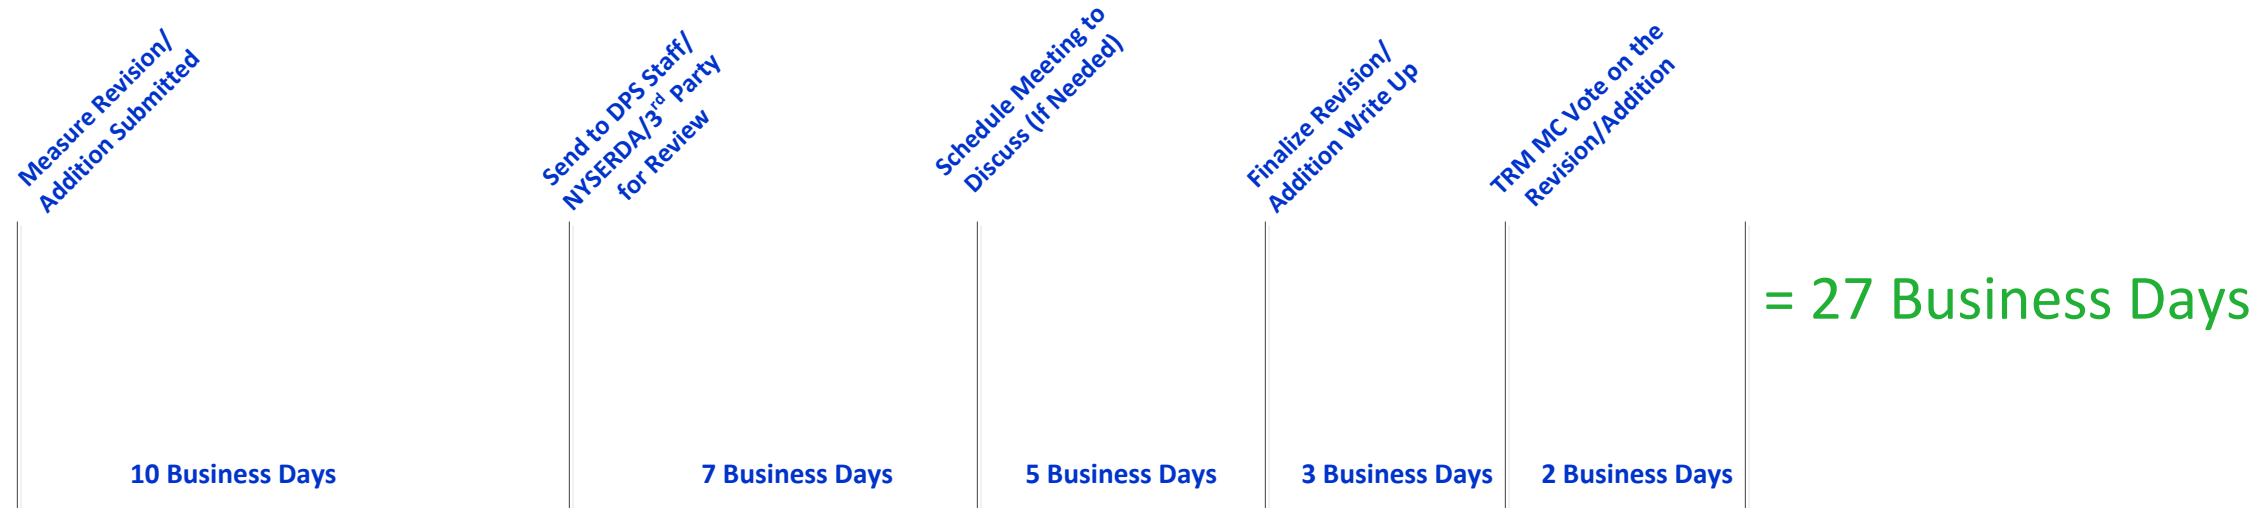 Measure Revision/
Addition Submitted
Send to DPS Staff/
NYSERDA/3rd Party
for Review
Schedule Meeting to
Discuss (If Needed)
Finalize Revision/
Addition Write Up
TRM MC Vote on the
Revision/Addition
= 27 Business Days
10 Business Days
7 Business Days
5 Business Days
3 Business Days
2 Business Days